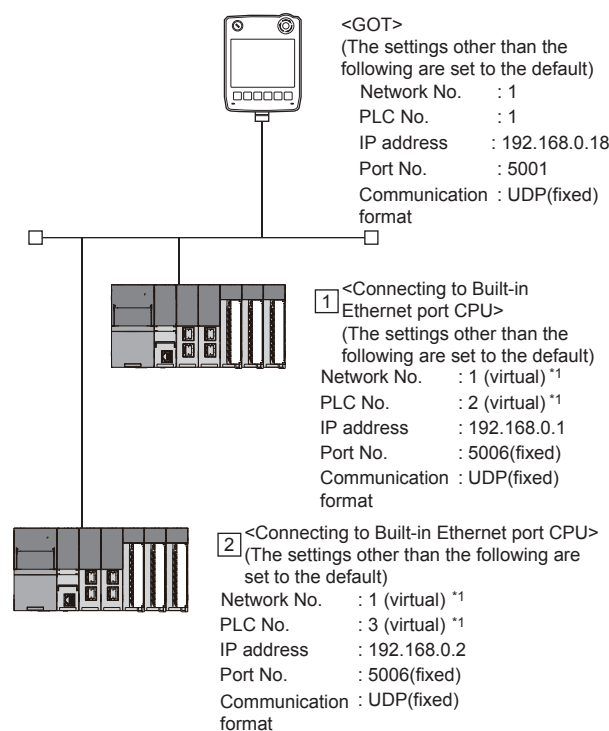 <GOT>
(The settings other than the
following are set to the default)
Network No. : 1
PLC No. : 1
IP address : 192.168.0.18
Port No. : 5001
Communication : UDP(fixed)
format
1
<Connecting to Built-in
Ethernet port CPU>
(The settings other than the
following are set to the default)
Network No. : 1 (virtual) *1
PLC No. : 2 (virtual) *1
IP address : 192.168.0.1
Port No. : 5006(fixed)
Communication : UDP(fixed)
format
2
<Connecting to Built-in Ethernet port CPU>
(The settings other than the following are
set to the default)
Network No. : 1 (virtual) *1
PLC No. : 3 (virtual) *1
IP address : 192.168.0.2
Port No. : 5006(fixed)
Communication : UDP(fixed)
format